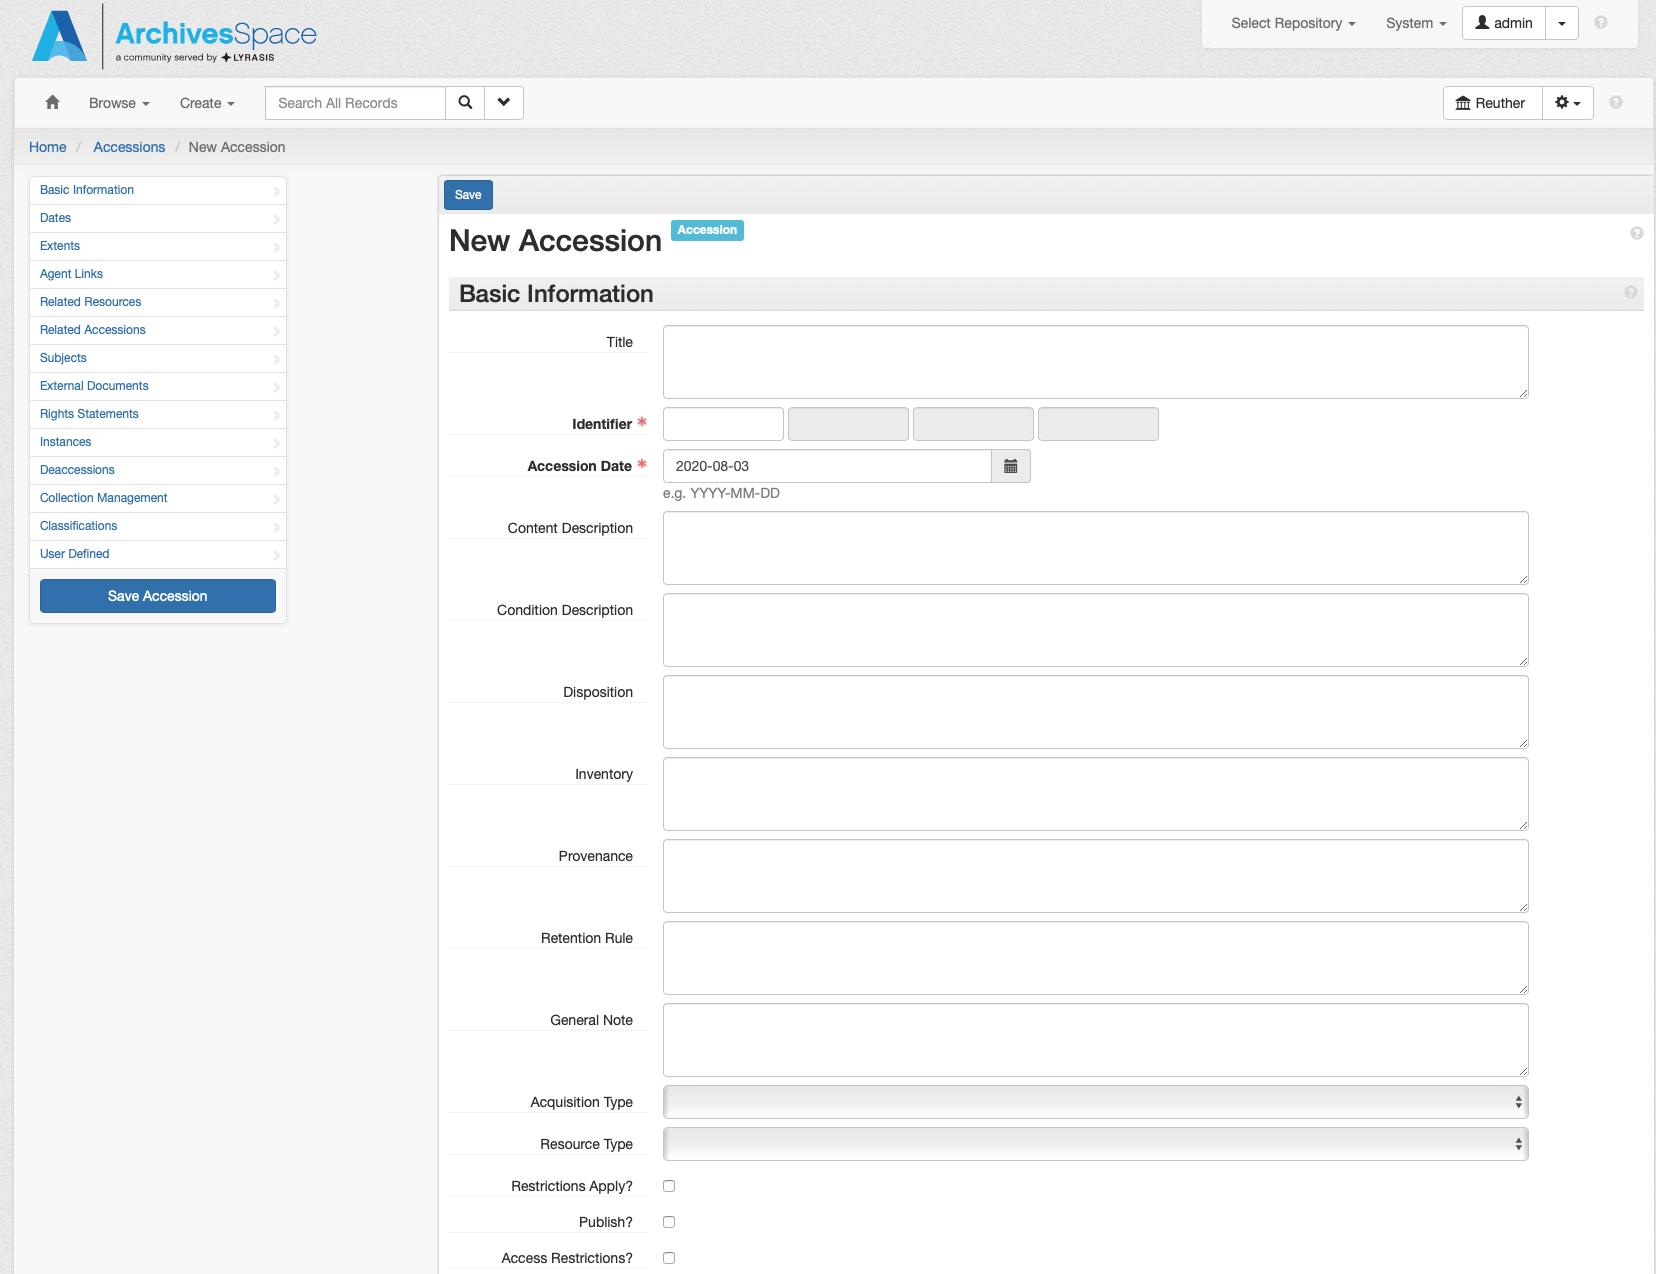 ArchivesSpace
a community served by LYRASIS
Select Repository
System
admin
Browse
Create
Search All Records
Reuther
Home / Accessions / New Accession
Basic Information
Dates
Extents
Agent Links
Related Resources
Related Accessions
Subjects
External Documents
Rights Statements
Instances
Deaccessions
Collection Management
Classifications
User Defined
Save Accession
Save
New Accession Accession
Basic Information
Title
Identifier *
Accession Date * 2020-08-03
e.g. YYYY-MM-DD
Content Description
Condition Description
Disposition
Inventory
Provenance
Retention Rule
General Note
Acquisition Type
Resource Type
Restrictions Apply?
Publish?
Access Restrictions?